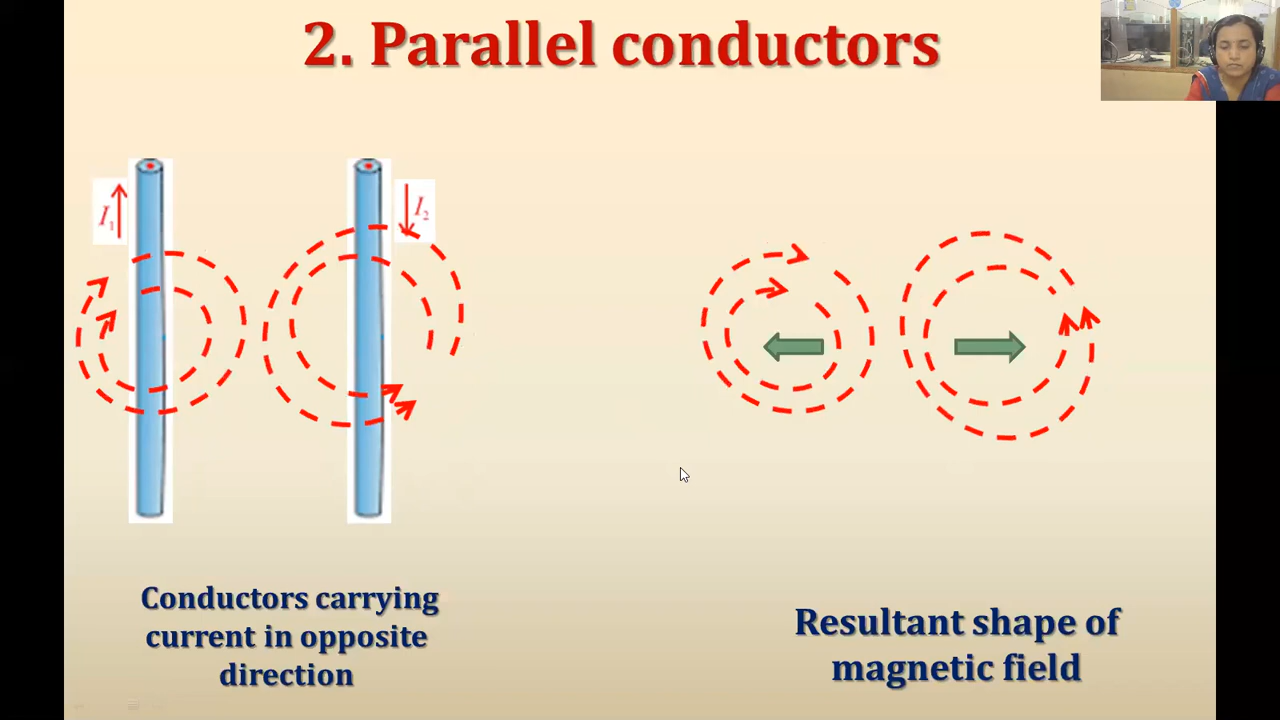 2. Parallel conductors
I₁
I₂
Conductors carrying
current in opposite
direction
Resultant shape of
magnetic field